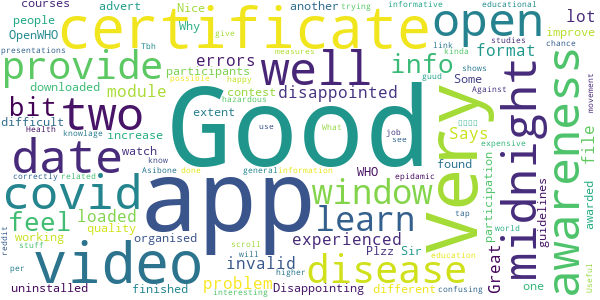 courses advert Nice another trying informative educational
people certificate open lot
OpenWHO Why link improve
presentations Tbh measures kinda give chance
provide errors well info format studies
downloaded participants happy guud shows Against
module possible contest disappointed Some
bit two hazardous Good Very midnight awareness file
difficult increase extent Says
Health knowlage watch use What job see expensive movement
date know WHO found participation
correctly related Asibone done general information epidemic
covid app window tap guidelines awarded
feel loaded learn Great world
quality experienced Plzz Sir education one
reddit working organised scroll invalid disease
stuff video will problem different confusing Useful
per uninstalled finished interesting higher Disappointing